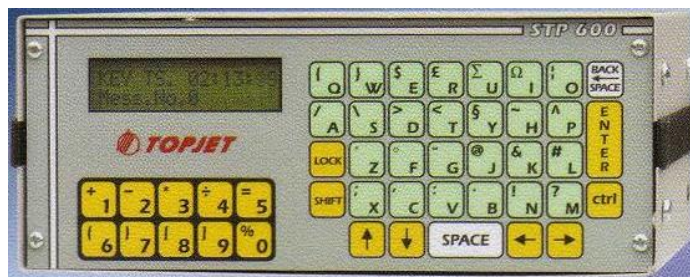 STP 600
KEY TS. 02:13:
Mess.No.0
TOPJET
{ Q } W $ E £ R Σ U Ω I ¦ O BACK SPACE
/ A \ S > D < T § Y ~ H ^ P ENTER
LOCK Z ° F G @ J & K # L
SHIFT ; X , C : V . B ! N ? M ctrl
SPACE
+ 1 - 2 * 3 ÷ 4 = 5
( 6 ) 7 [ 8 ] 9 % 0